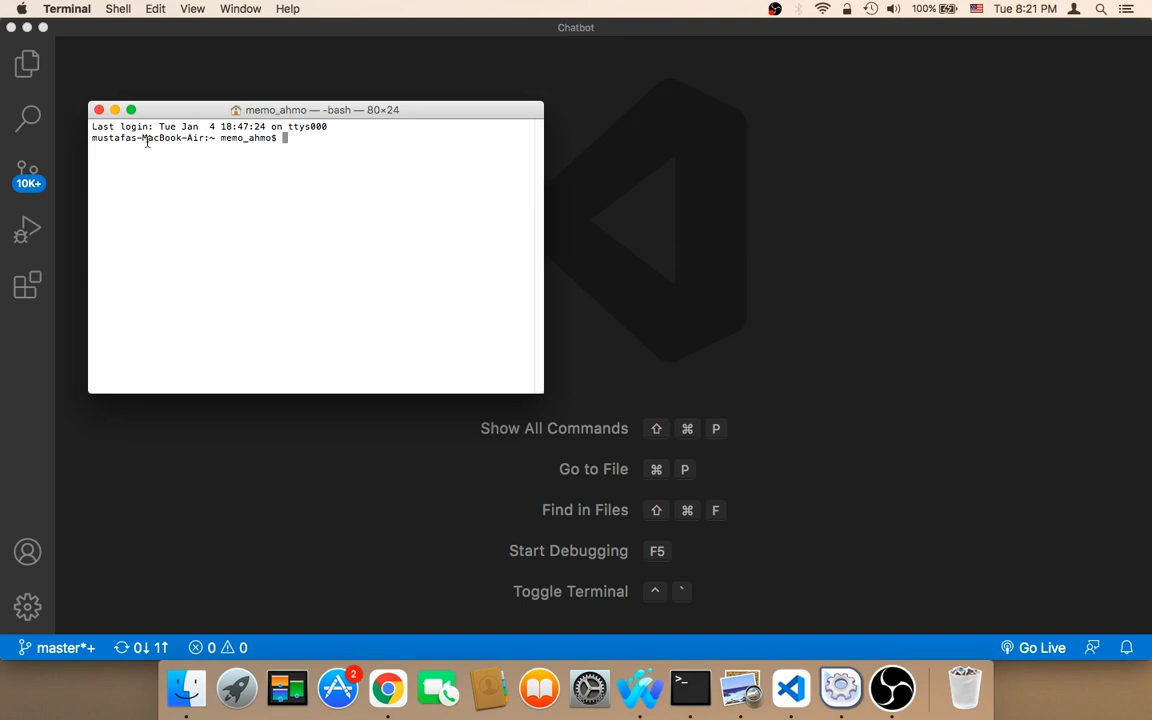 Terminal Shell Edit View Window Help 100% Tue 8:21 PM
Chatbot
memo_ahmo — -bash — 80×24
Last login: Tue Jan  4 18:47:24 on ttys000
mustafas-MacBook-Air:~ memo_ahmo$
10K+
Show All Commands ⇧ ⌘ P
Go to File ⌘ P
Find in Files ⇧ ⌘ F
Start Debugging F5
Toggle Terminal ^ `
master*+ 0↓ 1↑ 0 0 Go Live
2
>_